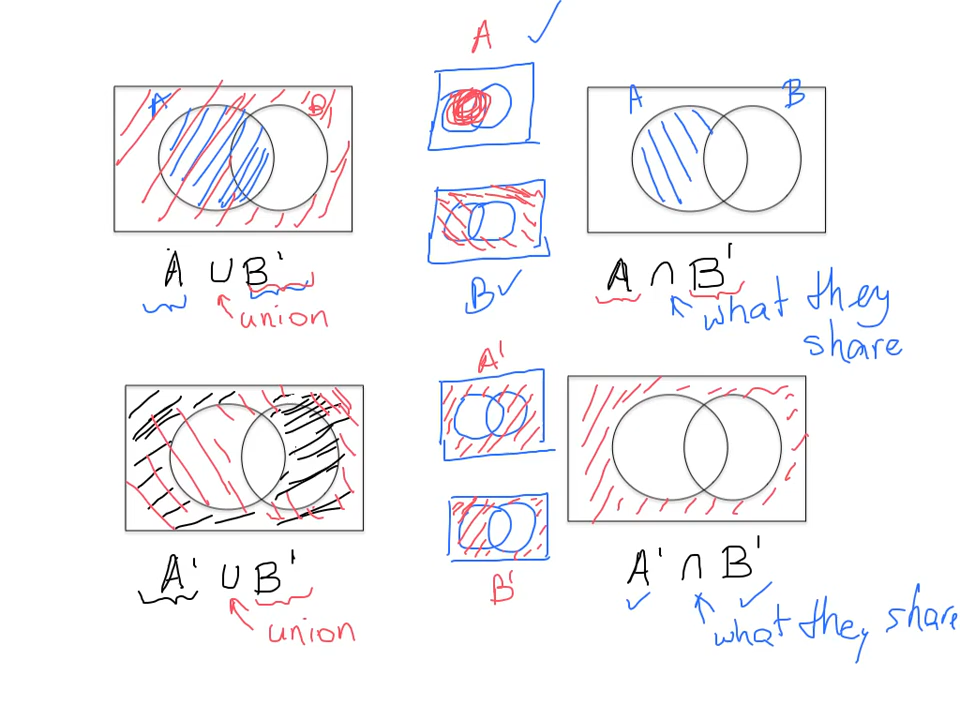 A
A B
A B
A ∪ B'
union
B
A ∩ B'
what they
share
A'
A' ∪ B'
union
B'
A' ∩ B'
what they share